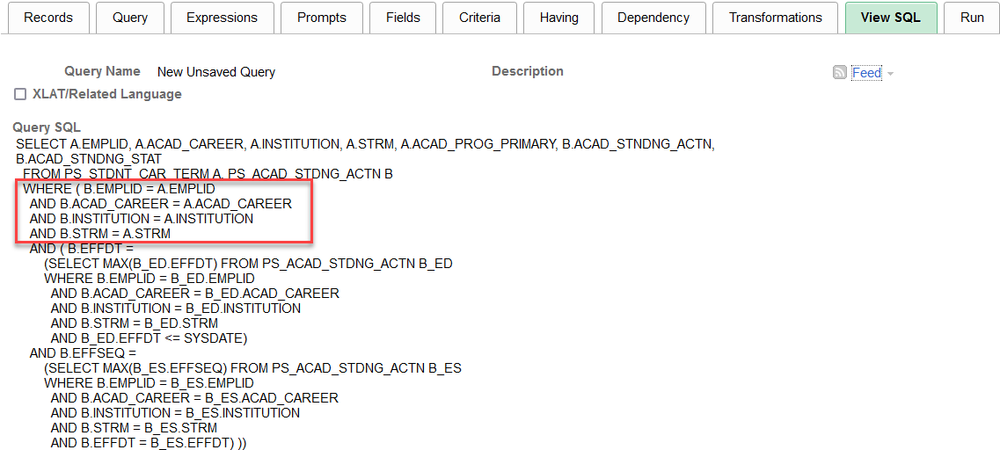 Records Query Expressions Prompts Fields Criteria Having Dependency Transformations View SQL Run
Query Name New Unsaved Query Description Feed
XLAT/Related Language
Query SQL
SELECT A.EMPLID, A.ACAD_CAREER, A.INSTITUTION, A.STRM, A.ACAD_PROG_PRIMARY, B.ACAD_STNDNG_ACTN,
B.ACAD_STNDNG_STAT
FROM PS_STDNT_CAR_TERM A, PS_ACAD_STDNG_ACTN B
WHERE ( B.EMPLID = A.EMPLID
AND B.ACAD_CAREER = A.ACAD_CAREER
AND B.INSTITUTION = A.INSTITUTION
AND B.STRM = A.STRM
AND ( B.EFFDT =
(SELECT MAX(B_ED.EFFDT) FROM PS_ACAD_STDNG_ACTN B_ED
WHERE B.EMPLID = B_ED.EMPLID
AND B.ACAD_CAREER = B_ED.ACAD_CAREER
AND B.INSTITUTION = B_ED.INSTITUTION
AND B.STRM = B_ED.STRM
AND B_ED.EFFDT <= SYSDATE)
AND B.EFFSEQ =
(SELECT MAX(B_ES.EFFSEQ) FROM PS_ACAD_STDNG_ACTN B_ES
WHERE B.EMPLID = B_ES.EMPLID
AND B.ACAD_CAREER = B_ES.ACAD_CAREER
AND B.INSTITUTION = B_ES.INSTITUTION
AND B.STRM = B_ES.STRM
AND B.EFFDT = B_ES.EFFDT) ))